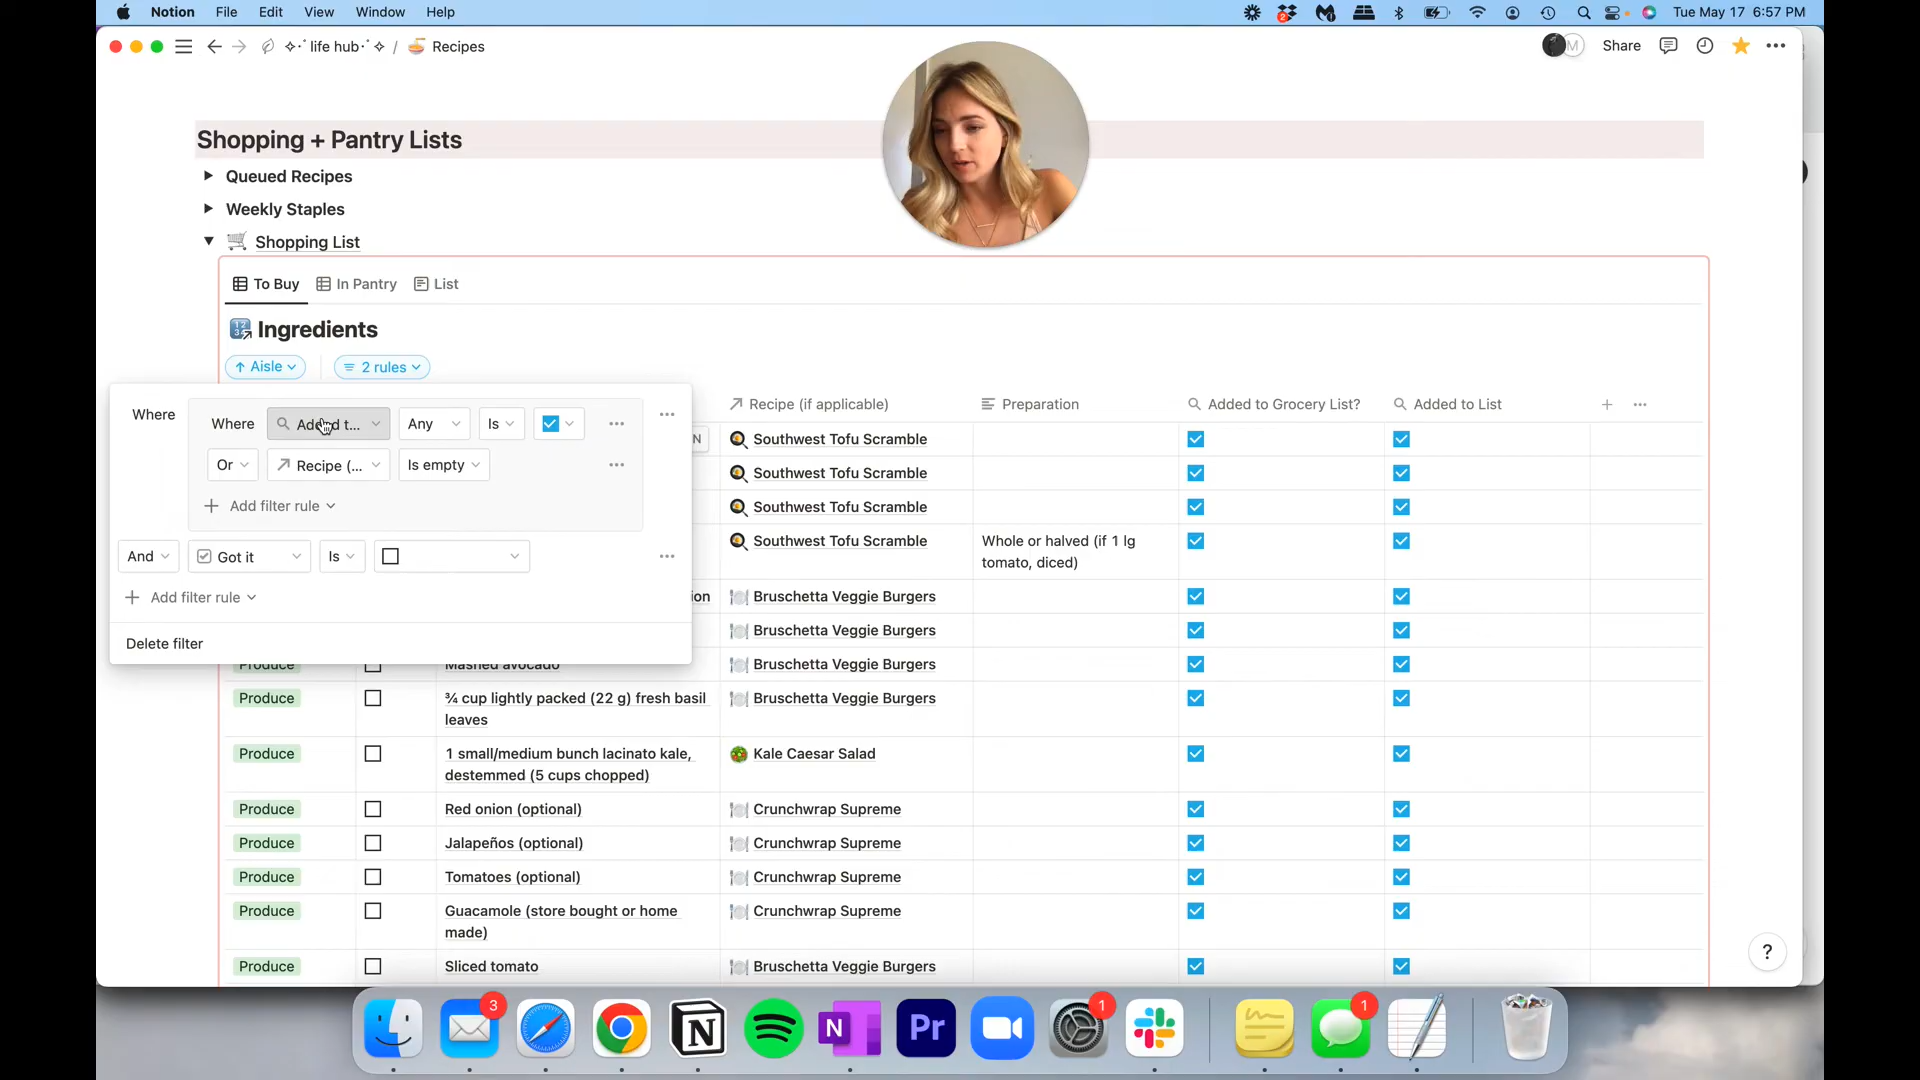 Notion File Edit View Window Help
2
Tue May 17 6:57 PM
life hub / Recipes
M Share
Shopping + Pantry Lists
Queued Recipes
Weekly Staples
Shopping List
To Buy In Pantry List
Ingredients
Aisle 2 rules
Where Where Added t... Any Is
Or Recipe (... Is empty
Add filter rule
And Got it Is
Add filter rule
Delete filter
Recipe (if applicable) Preparation Added to Grocery List? Added to List
N Southwest Tofu Scramble
Southwest Tofu Scramble
Southwest Tofu Scramble
Southwest Tofu Scramble Whole or halved (if 1 lg
tomato, diced)
ion Bruschetta Veggie Burgers
Bruschetta Veggie Burgers
Produce Mashed avocado Bruschetta Veggie Burgers
Produce ¾ cup lightly packed (22 g) fresh basil Bruschetta Veggie Burgers
leaves
Produce 1 small/medium bunch lacinato kale, Kale Caesar Salad
destemmed (5 cups chopped)
Produce Red onion (optional) Crunchwrap Supreme
Produce Jalapeños (optional) Crunchwrap Supreme
Produce Tomatoes (optional) Crunchwrap Supreme
Produce Guacamole (store bought or home Crunchwrap Supreme
made)
Produce Sliced tomato Bruschetta Veggie Burgers
?
3 N N Pr 1 1